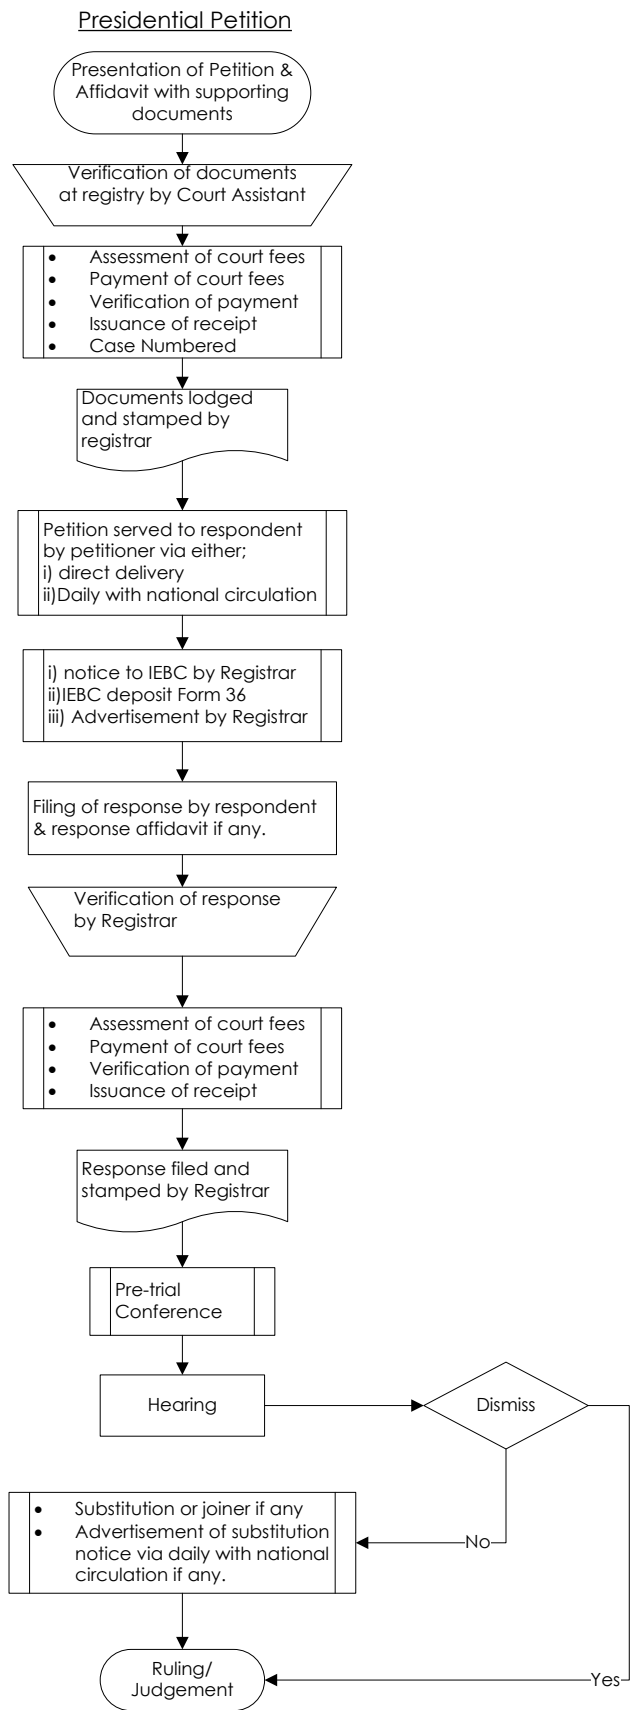 Presidential Petition
Presentation of Petition &
Affidavit with supporting
documents
Verification of documents
at registry by Court Assistant
• Assessment of court fees
• Payment of court fees
• Verification of payment
• Issuance of receipt
• Case Numbered
Documents lodged
and stamped by
registrar
Petition served to respondent
by petitioner via either;
i) direct delivery
ii)Daily with national circulation
i) notice to IEBC by Registrar
ii)IEBC deposit Form 36
iii) Advertisement by Registrar
Filing of response by respondent
& response affidavit if any.
Verification of response
by Registrar
• Assessment of court fees
• Payment of court fees
• Verification of payment
• Issuance of receipt
Response filed and
stamped by Registrar
Pre-trial
Conference
Hearing
Dismiss
• Substitution or joiner if any
• Advertisement of substitution
notice via daily with national
circulation if any.
No
Ruling/
Judgement
Yes